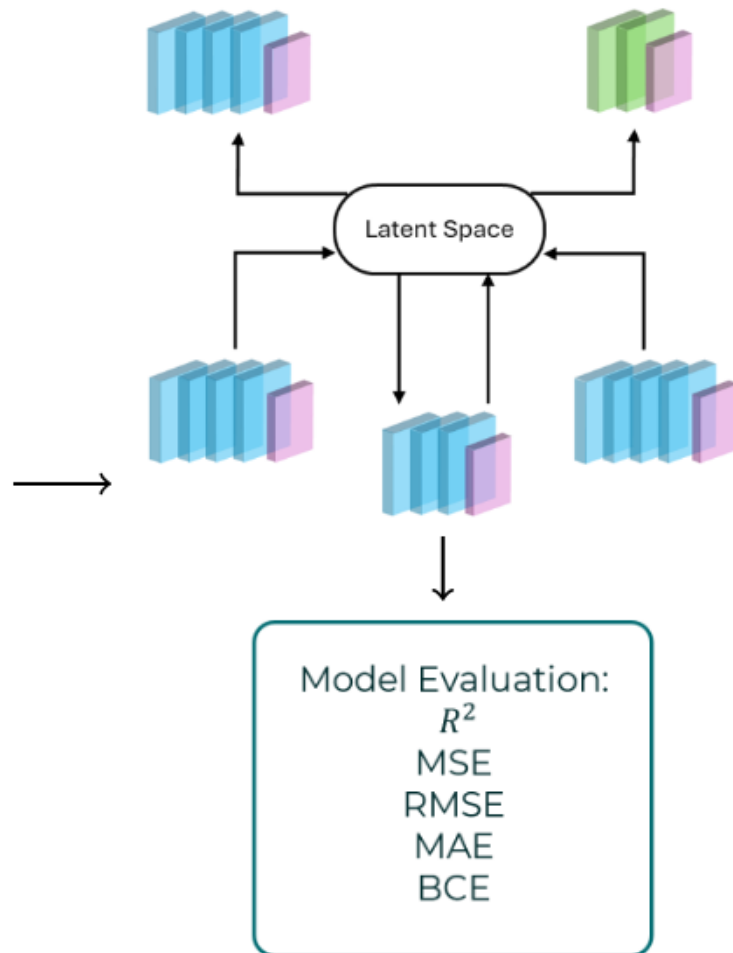 Latent Space
Model Evaluation:
R²
MSE
RMSE
MAE
BCE